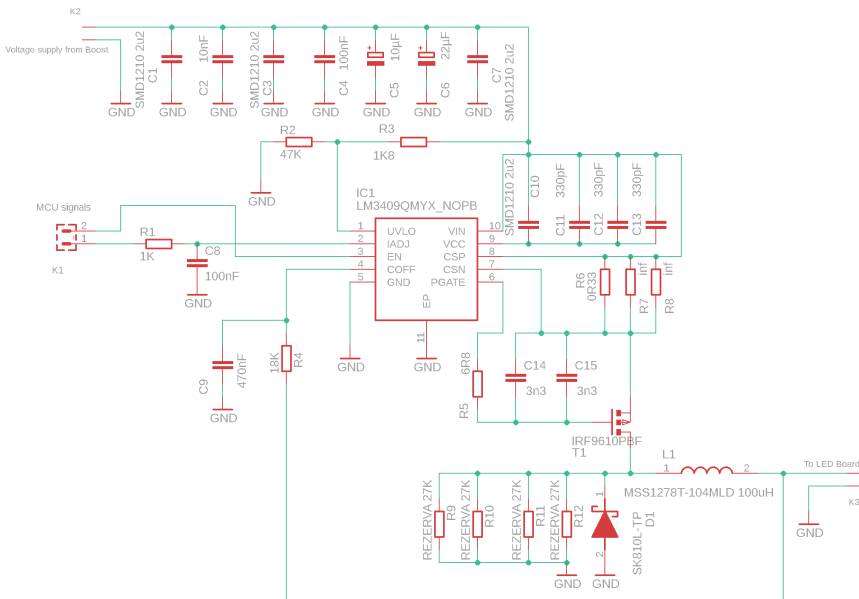 K2
Voltage supply from Boost
GND
SMD1210 2u2
C1
GND
10nF
C2
GND
SMD1210 2u2
C3
GND
100nF
C4
GND
+
10µF
C5
GND
+
22µF
C6
GND
SMD1210 2u2
C7
GND
R2
47K
GND
R3
1K8
SMD1210 2u2
C10
330pF
C11
330pF
C12
330pF
C13
MCU signals
2
1
K1
R1
1K
C8
100nF
GND
IC1
LM3409QMYX_NOPB
1 UVLO VIN 10
2 IADJ VCC 9
3 EN CSP 8
4 COFF CSN 7
5 GND PGATE 6
EP
11
GND
GND
R6
0R33
R7
inf
R8
inf
C9
470nF
GND
18K
R4
6R8
R5
C14
3n3
C15
3n3
IRF9610PBF
T1
L1
1 2
MSS1278T-104MLD 100uH
To LED Board
K3
GND
REZERVA 27K
R9
REZERVA 27K
R10
REZERVA 27K
R11
REZERVA 27K
R12
GND
1
2
SK810L-TP
D1
GND